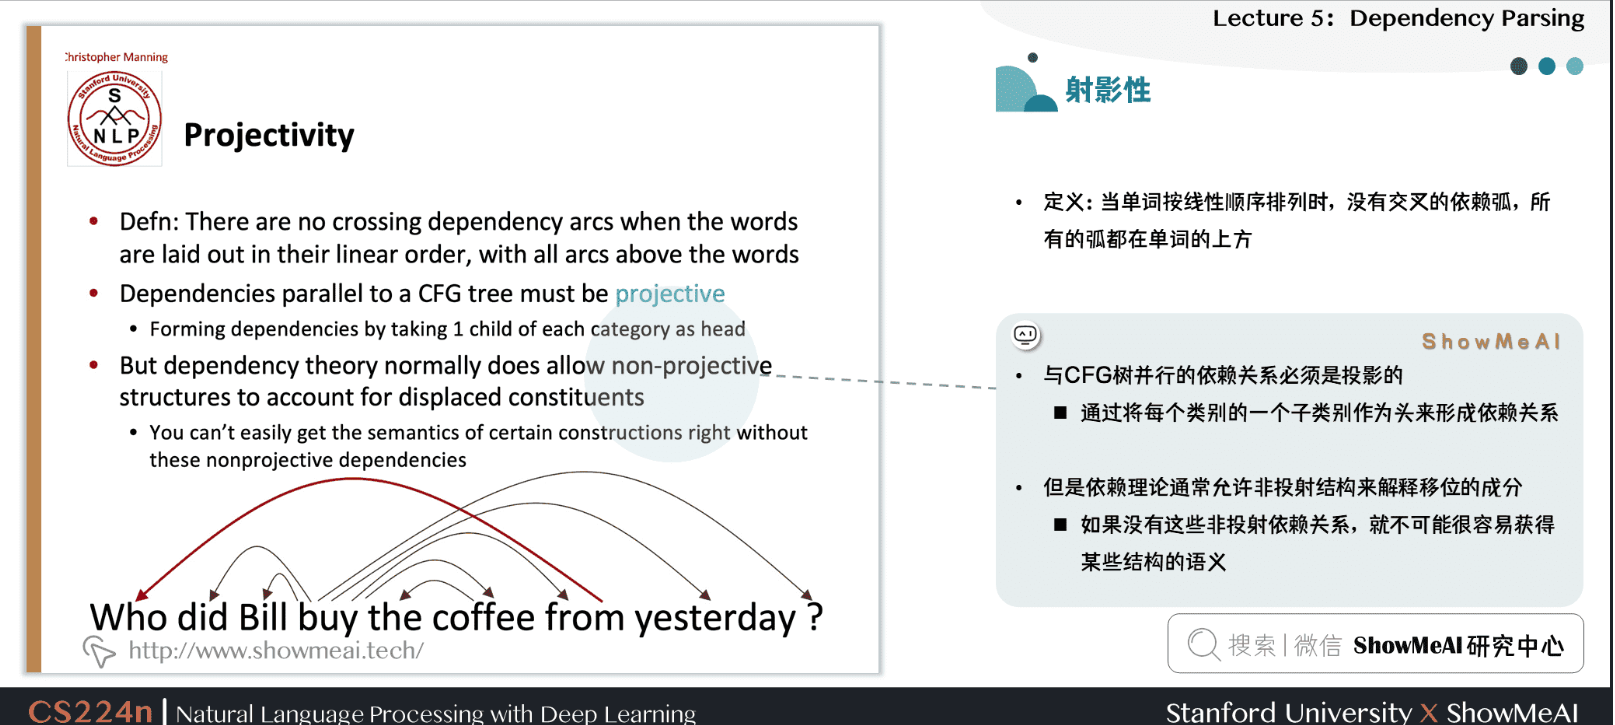 Lecture 5: Dependency Parsing
Christopher Manning
Stanford University
S
NLP
Natural Language Processing
Projectivity
• Defn: There are no crossing dependency arcs when the words
are laid out in their linear order, with all arcs above the words
• Dependencies parallel to a CFG tree must be projective
• Forming dependencies by taking 1 child of each category as head
• But dependency theory normally does allow non-projective
structures to account for displaced constituents
• You can’t easily get the semantics of certain constructions right without
these nonprojective dependencies
Who did Bill buy the coffee from yesterday ?
http://www.showmeai.tech/
射影性
• 定义: 当单词按线性顺序排列时，没有交叉的依赖弧，所
有的弧都在单词的上方
ShowMeAI
• 与CFG树并行的依赖关系必须是投影的
■ 通过将每个类别的一个子类别作为头来形成依赖关系
• 但是依赖理论通常允许非投射结构来解释移位的成分
■ 如果没有这些非投射依赖关系，就不可能很容易获得
某些结构的语义
搜索 | 微信 ShowMeAI 研究中心
CS224n | Natural Language Processing with Deep Learning
Stanford University X ShowMeAI